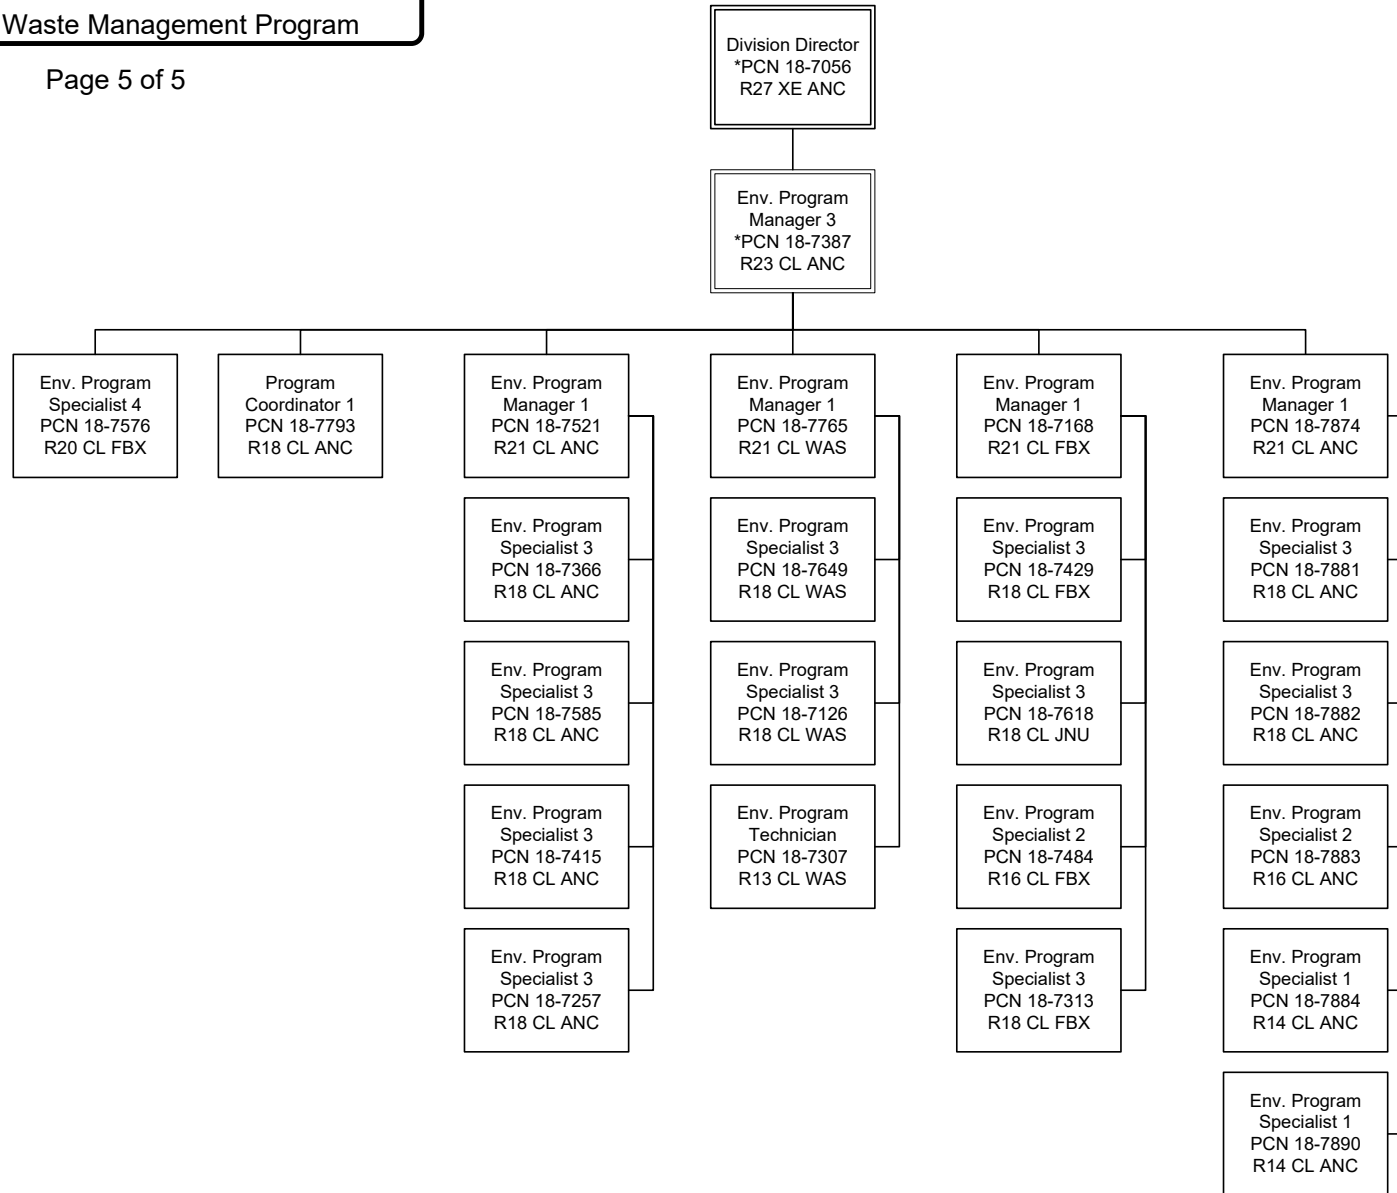 Waste Management Program
Page 5 of 5
Division Director
*PCN 18-7056
R27 XE ANC
Env. Program
Manager 3
*PCN 18-7387
R23 CL ANC
Env. Program
Specialist 4
PCN 18-7576
R20 CL FBX
Program
Coordinator 1
PCN 18-7793
R18 CL ANC
Env. Program
Manager 1
PCN 18-7521
R21 CL ANC
Env. Program
Specialist 3
PCN 18-7366
R18 CL ANC
Env. Program
Specialist 3
PCN 18-7585
R18 CL ANC
Env. Program
Specialist 3
PCN 18-7415
R18 CL ANC
Env. Program
Specialist 3
PCN 18-7257
R18 CL ANC
Env. Program
Manager 1
PCN 18-7765
R21 CL WAS
Env. Program
Specialist 3
PCN 18-7649
R18 CL WAS
Env. Program
Specialist 3
PCN 18-7126
R18 CL WAS
Env. Program
Technician
PCN 18-7307
R13 CL WAS
Env. Program
Manager 1
PCN 18-7168
R21 CL FBX
Env. Program
Specialist 3
PCN 18-7429
R18 CL FBX
Env. Program
Specialist 3
PCN 18-7618
R18 CL JNU
Env. Program
Specialist 2
PCN 18-7484
R16 CL FBX
Env. Program
Specialist 3
PCN 18-7313
R18 CL FBX
Env. Program
Manager 1
PCN 18-7874
R21 CL ANC
Env. Program
Specialist 3
PCN 18-7881
R18 CL ANC
Env. Program
Specialist 3
PCN 18-7882
R18 CL ANC
Env. Program
Specialist 2
PCN 18-7883
R16 CL ANC
Env. Program
Specialist 1
PCN 18-7884
R14 CL ANC
Env. Program
Specialist 1
PCN 18-7890
R14 CL ANC